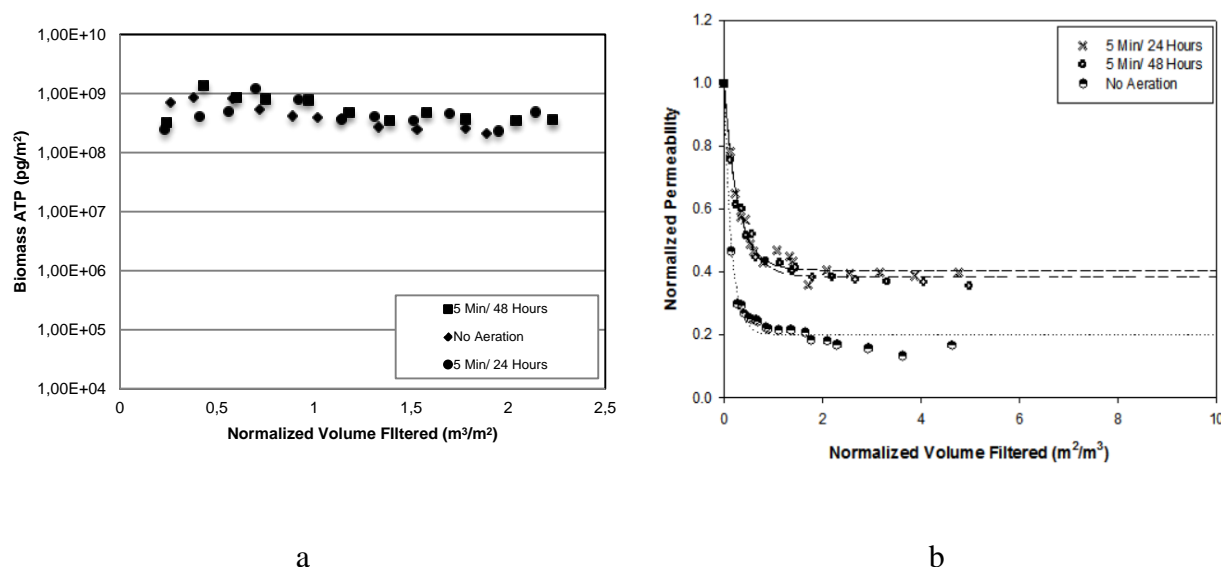 1,00E+10
1,00E+09
1,00E+08
1,00E+07
1,00E+06
1,00E+05
1,00E+04
Biomass ATP (pg/m²)
5 Min/ 48 Hours
No Aeration
5 Min/ 24 Hours
0 0,5 1 1,5 2 2,5
Normalized Volume FIltered (m³/m²)
a
1.2
1.0
0.8
0.6
0.4
0.2
0.0
Normalized Permeability
5 Min/ 24 Hours
5 Min/ 48 Hours
No Aeration
0 2 4 6 8 10
Normalized Volume Filtered (m²/m³)
b